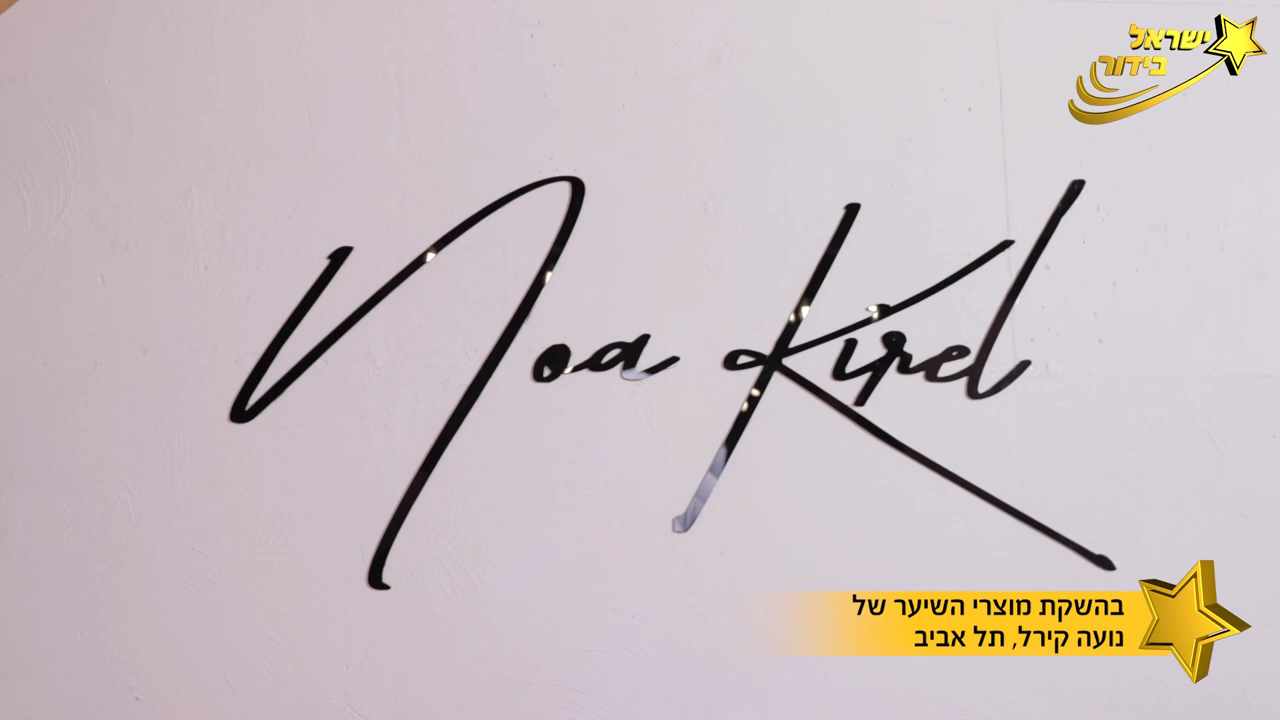 ישראל
בידור
Noa Kirel
בהשקת מוצרי השיער של
נועה קירל, תל אביב